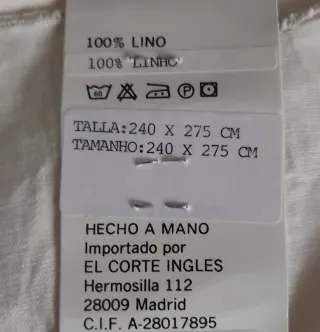 100% LINO
100% LINHO
60 P
TALLA:240 X 275 CM
TAMANHO:240 X 275 CM
HECHO A MANO
Importado por
EL CORTE INGLES
Hermosilla 112
28009 Madrid
C.I.F. A-28017895